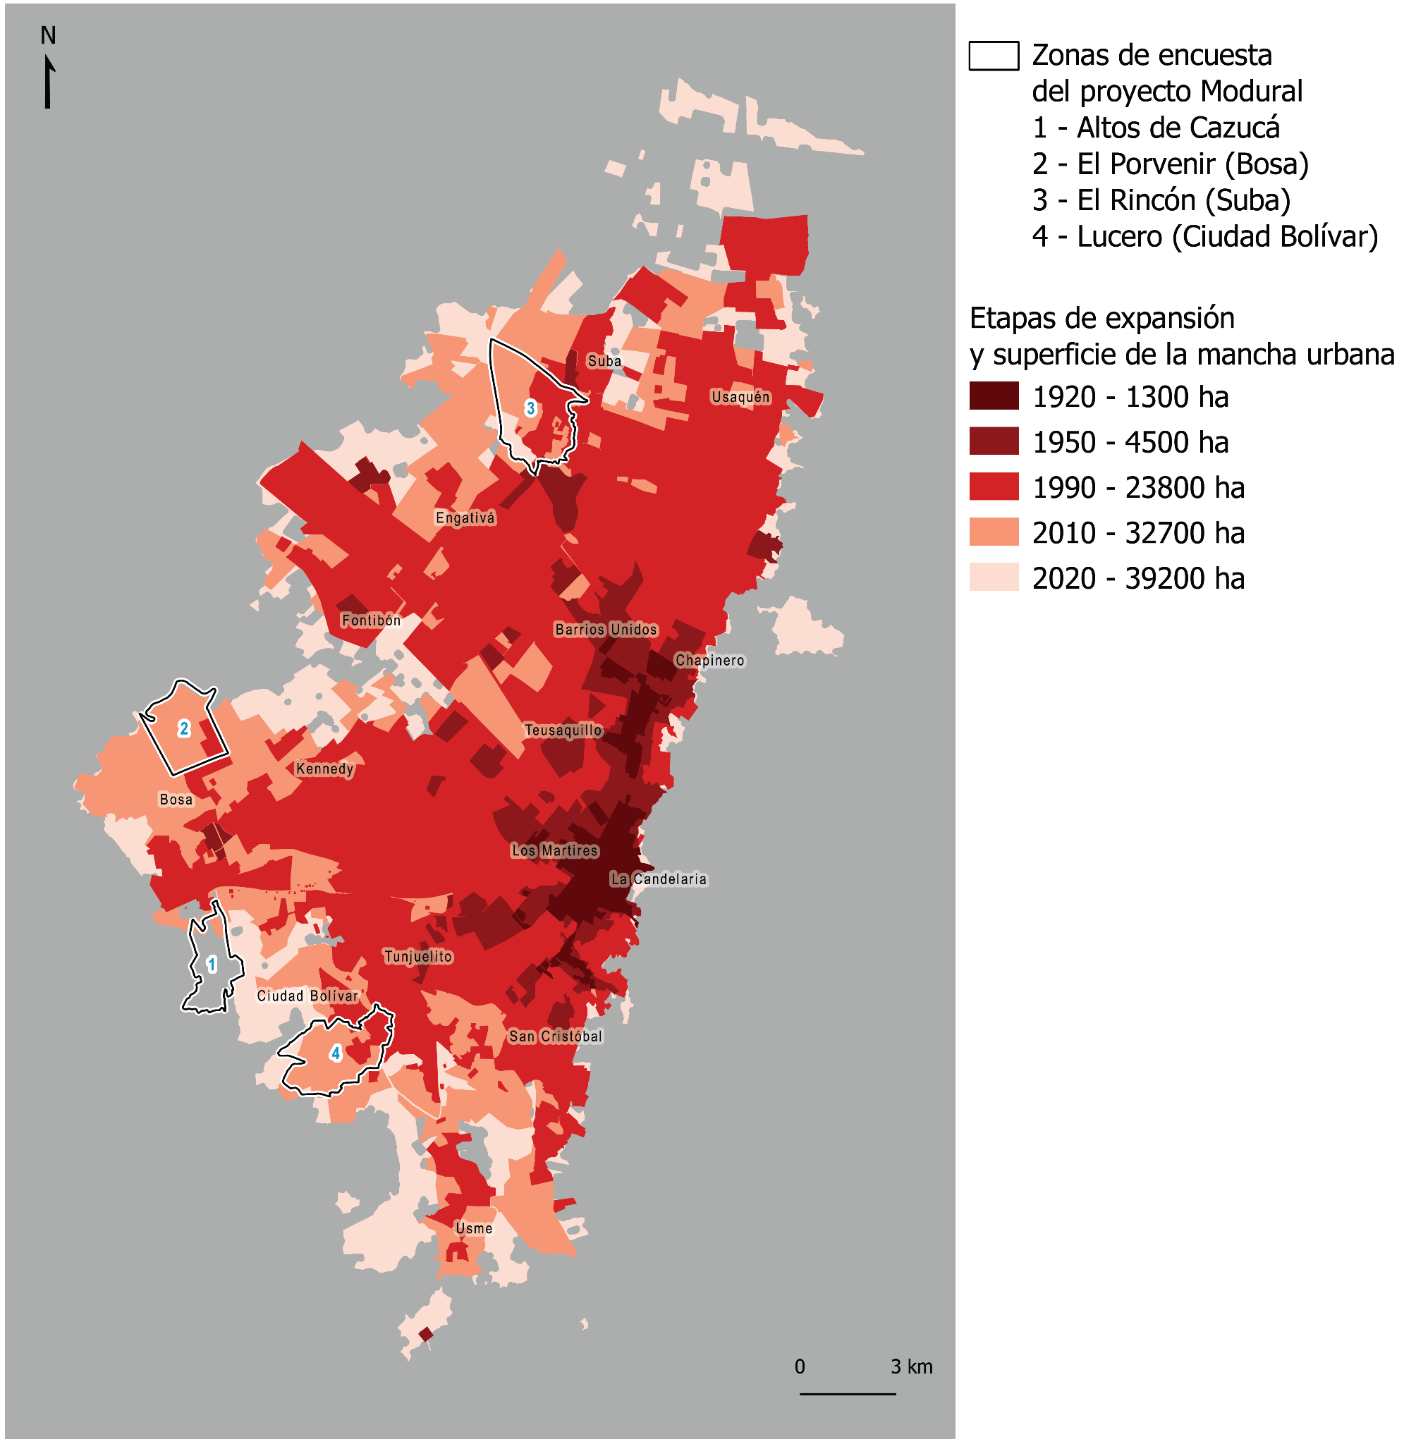 N
Zonas de encuesta
del proyecto Modural
1 - Altos de Cazucá
2 - El Porvenir (Bosa)
3 - El Rincón (Suba)
4 - Lucero (Ciudad Bolívar)
Etapas de expansión
y superficie de la mancha urbana
1920 - 1300 ha
1950 - 4500 ha
1990 - 23800 ha
2010 - 32700 ha
2020 - 39200 ha
Suba
Usaquén
3
Engativá
Fontibón
Barrios Unidos
Chapinero
2
Teusaquillo
Kennedy
Bosa
Los Martires
La Candelaria
Tunjuelito
1
Ciudad Bolívar
San Cristóbal
4
Usme
0 3 km